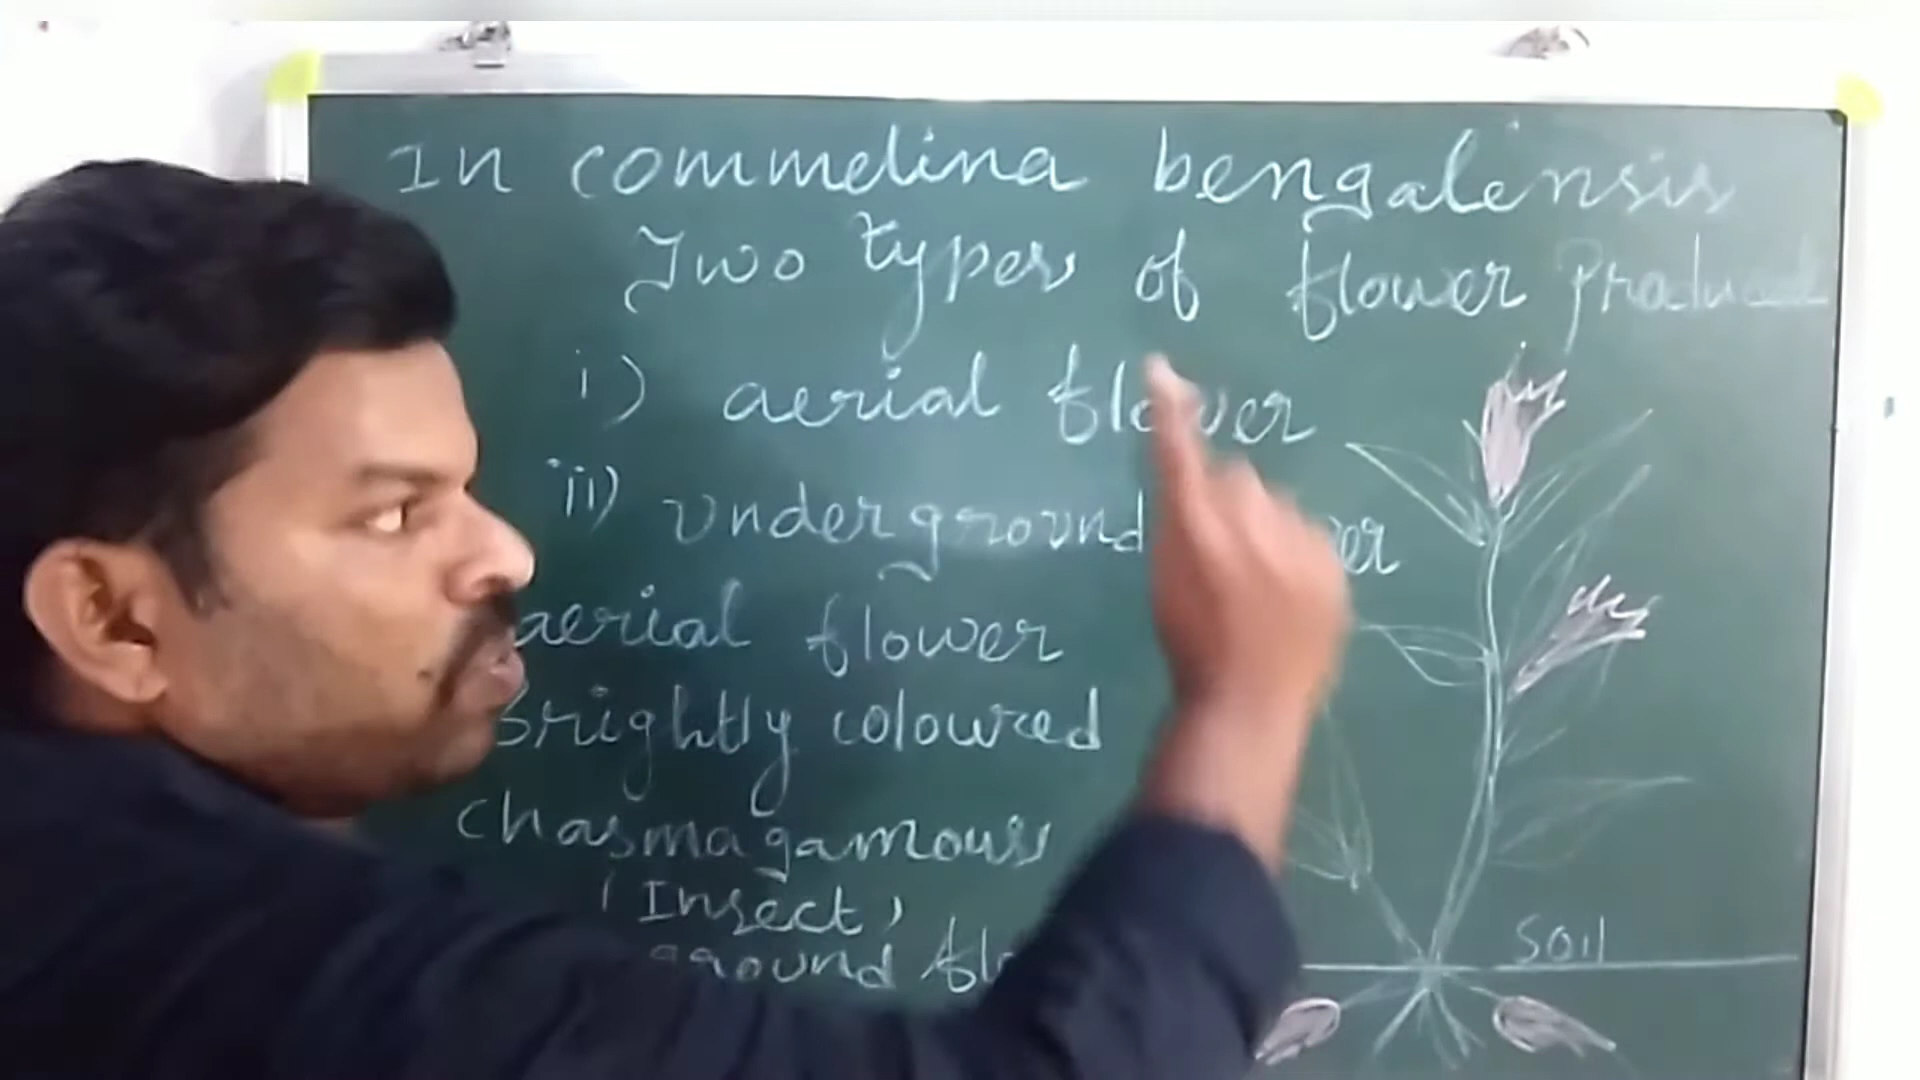 In commelina bengalensis
Two types of flower Produced
i) aerial flower
ii) underground
aerial flower
Brightly coloured
chasmagamous
(Insect)
ground
soil